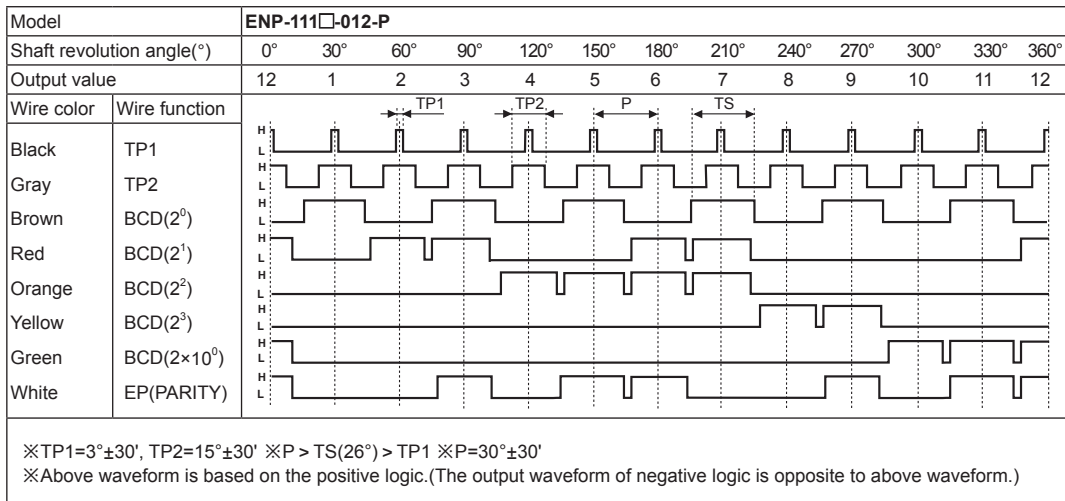 Model ENP-111□-012-P
Shaft revolution angle(°) 0° 30° 60° 90° 120° 150° 180° 210° 240° 270° 300° 330° 360°
Output value 12 1 2 3 4 5 6 7 8 9 10 11 12
Wire color Wire function TP1 TP2 P TS
Black TP1 H L
Gray TP2 H L
Brown BCD(2⁰) H L
Red BCD(2¹) H L
Orange BCD(2²) H L
Yellow BCD(2³) H L
Green BCD(2×10⁰) H L
White EP(PARITY) H L
※TP1=3°±30', TP2=15°±30' ※P > TS(26°) > TP1 ※P=30°±30'
※Above waveform is based on the positive logic.(The output waveform of negative logic is opposite to above waveform.)